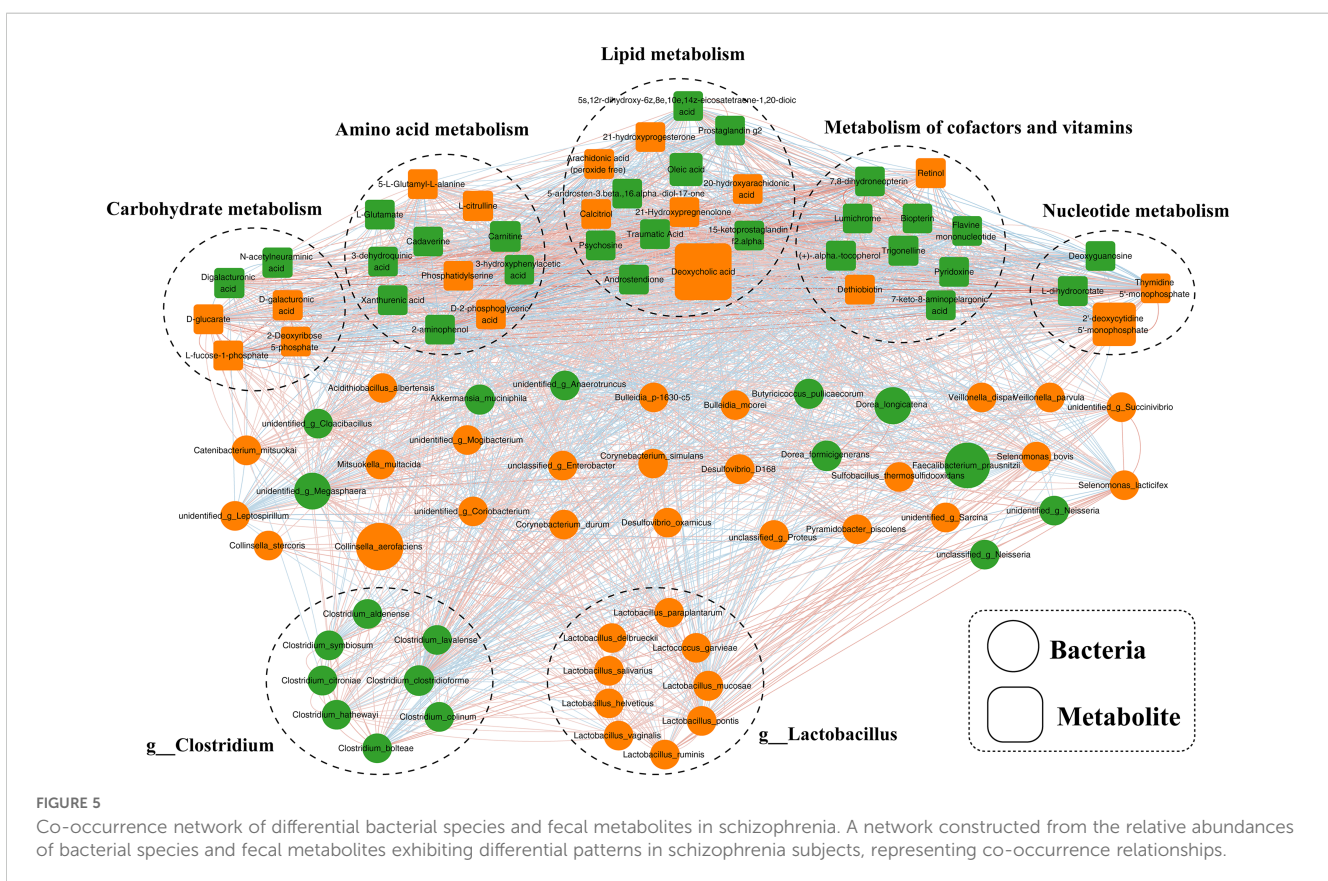 Lipid metabolism
5s,12r-dihydroxy-6z,8e,10e,14z-eicosatetraene-1,20-dioic
acid
Prostaglandin g2
21-hydroxyprogesterone
Arachidonic acid
(peroxide free)
Oleic acid
20-hydroxyarachidonic
acid
5-androsten-3.beta.,16.alpha.-diol-17-one
Calcitriol
21-Hydroxypregnenolone
Traumatic Acid
15-ketoprostaglandin
f2.alpha.
Psychosine
Deoxycholic acid
Androstendione
Amino acid metabolism
5-L-Glutamyl-L-alanine
L-Glutamate
L-citrulline
Cadaverine
Carnitine
3-dehydroquinic
acid
3-hydroxyphenylacetic
acid
Phosphatidylserine
Xanthurenic acid
D-2-phosphoglyceric
acid
2-aminophenol
Metabolism of cofactors and vitamins
Retinol
7,8-dihydroneopterin
Lumichrome
Biopterin
Flavine
mononucleotide
Trigonelline
(+)-.alpha.-tocopherol
Pyridoxine
Dethiobiotin
7-keto-8-aminopelargonic
acid
Carbohydrate metabolism
N-acetylneuraminic
acid
Digalacturonic
acid
D-galacturonic
acid
D-glucarate
2-Deoxyribose
5-phosphate
L-fucose-1-phosphate
Nucleotide metabolism
Deoxyguanosine
L-dihydroorotate
Thymidine
5'-monophosphate
2'-deoxycytidine
5'-monophosphate
Acidithiobacillus_albertensis
Akkermansia_muciniphila
unidentified_g_Anaerotruncus
Bulleidia_p-1630-c5
Bulleidia_moorei
Butyricicoccus_pullicaecorum
Dorea_longicatena
Veillonella_dispar
Veillonella_parvula
unidentified_g_Succinivibrio
unidentified_g_Cloacibacillus
Catenibacterium_mitsuokai
unidentified_g_Mogibacterium
Mitsuokella_multacida
unclassified_g_Enterobacter
Corynebacterium_simulans
Desulfovibrio_D168
Dorea_formicigenerans
Sulfobacillus_thermosulfidooxidans
Faecalibacterium_prausnitzii
Selenomonas_bovis
Selenomonas_lacticifex
unidentified_g_Megasphaera
unidentified_g_Leptospirillum
unidentified_g_Coriobacterium
Corynebacterium_durum
Desulfovibrio_oxamicus
unclassified_g_Proteus
Pyramidobacter_piscolens
unidentified_g_Sarcina
unidentified_g_Neisseria
Collinsella_stercoris
Collinsella_aerofaciens
unclassified_g_Neisseria
Clostridium_aldenense
Clostridium_symbiosum
Clostridium_lavalense
Clostridium_citroniae
Clostridium_clostridioforme
Clostridium_hathewayi
Clostridium_colinum
Clostridium_bolteae
g__Clostridium
Lactobacillus_paraplantarum
Lactobacillus_delbrueckii
Lactococcus_garvieae
Lactobacillus_salivarius
Lactobacillus_mucosae
Lactobacillus_helveticus
Lactobacillus_pontis
Lactobacillus_vaginalis
Lactobacillus_ruminis
g__Lactobacillus
Bacteria
Metabolite
FIGURE 5
Co-occurrence network of differential bacterial species and fecal metabolites in schizophrenia. A network constructed from the relative abundances
of bacterial species and fecal metabolites exhibiting differential patterns in schizophrenia subjects, representing co-occurrence relationships.